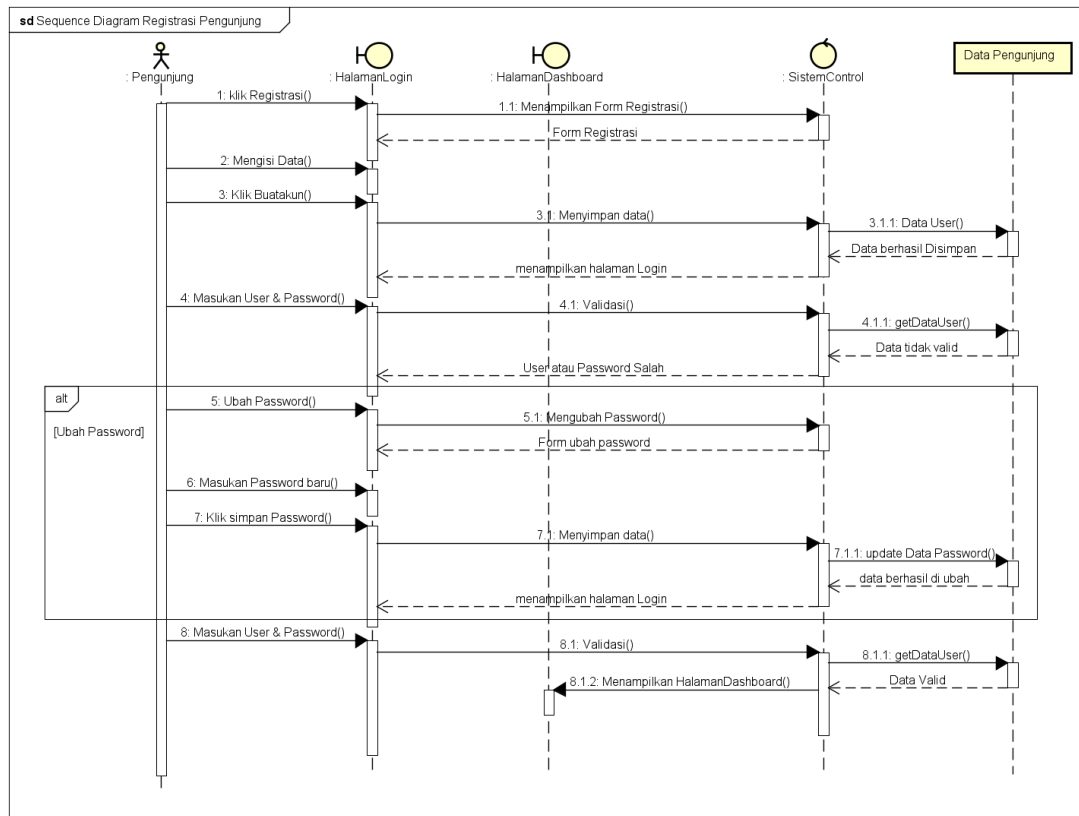 sd Sequence Diagram Registrasi Pengunjung
: Pengunjung
: HalamanLogin
: HalamanDashboard
: SistemControl
Data Pengunjung
1: klik Registrasi()
1.1: Menampilkan Form Registrasi()
Form Registrasi
2: Mengisi Data()
3: Klik Buatakun()
3.1: Menyimpan data()
3.1.1: Data User()
Data berhasil Disimpan
menampilkan halaman Login
4: Masukan User & Password()
4.1: Validasi()
4.1.1: getDataUser()
Data tidak valid
User atau Password Salah
alt
[Ubah Password]
5: Ubah Password()
5.1: Mengubah Password()
Form ubah password
6: Masukan Password baru()
7: Klik simpan Password()
7.1: Menyimpan data()
7.1.1: update Data Password()
data berhasil di ubah
menampilkan halaman Login
8: Masukan User & Password()
8.1: Validasi()
8.1.1: getDataUser()
Data Valid
8.1.2: Menampilkan HalamanDashboard()